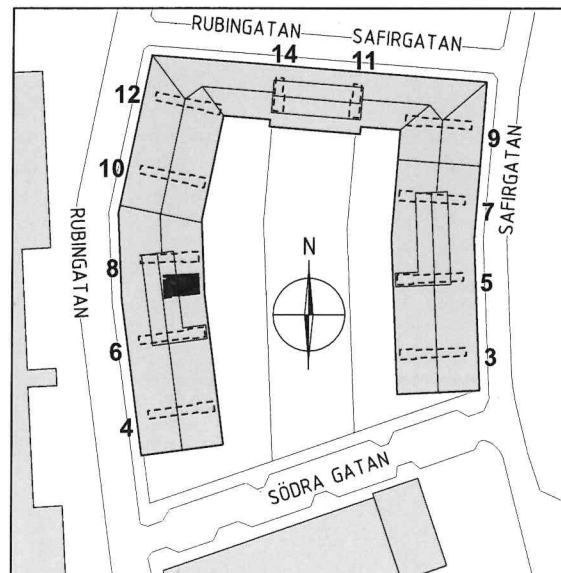 RUBINGATAN
SAFIRGATAN
14
11
12
9
10
7
RUBINGATAN
SAFIRGATAN
8
N
5
6
3
4
SÖDRA GATAN